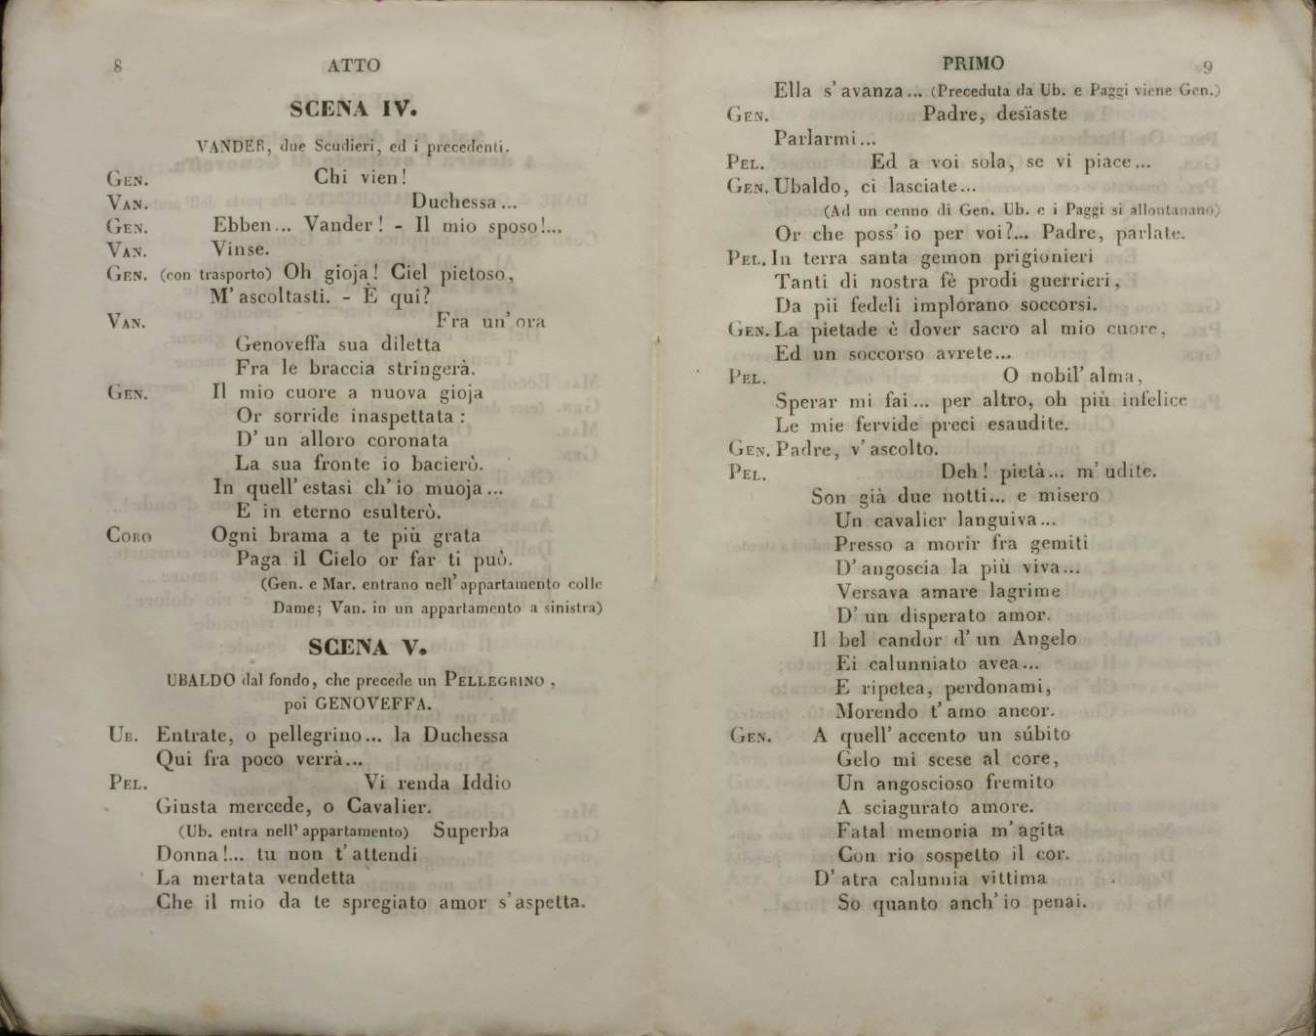 8 ATTO
SCENA IV.
VANDER, due Scudieri, ed i precedenti.
GEN. Chi vien!
VAN. Duchessa...
GEN. Ebben... Vander! - Il mio sposo!...
VAN. Vinse.
GEN. (con trasporto) Oh gioja! Ciel pietoso,
M'ascoltasti. - È qui?
VAN. Fra un'ora
Genoveffa sua diletta
Fra le braccia stringerà.
GEN. Il mio cuore a nuova gioja
Or sorride inaspettata:
D'un alloro coronata
La sua fronte io bacierò.
In quell'estasi ch'io muoja...
E in eterno esulterò.
CORO Ogni brama a te più grata
Paga il Cielo or far ti può.
(Gen. e Mar. entrano nell'appartamento colle
Dame; Van. in un appartamento a sinistra)
SCENA V.
UBALDO dal fondo, che precede un PELLEGRINO,
poi GENOVEFFA.
UB. Entrate, o pellegrino... la Duchessa
Qui fra poco verrà...
PEL. Vi renda Iddio
Giusta mercede, o Cavalier.
(Ub. entra nell'appartamento) Superba
Donna!... tu non t'attendi
La mertata vendetta
Che il mio da te spregiato amor s'aspetta.
PRIMO 9
Ella s'avanza... (Preceduta da Ub. e Paggi viene Gen.)
GEN. Padre, desïaste
Parlarmi...
PEL. Ed a voi sola, se vi piace...
GEN. Ubaldo, ci lasciate...
(Ad un cenno di Gen. Ub. e i Paggi si allontanano)
Or che poss'io per voi?... Padre, parlate.
PEL. In terra santa gemon prigionieri
Tanti di nostra fè prodi guerrieri,
Da pii fedeli implorano soccorsi.
GEN. La pietade è dover sacro al mio cuore,
Ed un soccorso avrete...
PEL. O nobil'alma,
Sperar mi fai... per altro, oh più infelice
Le mie fervide preci esaudite.
GEN. Padre, v'ascolto.
PEL. Deh! pietà... m'udite.
Son già due notti... e misero
Un cavalier languiva...
Presso a morir fra gemiti
D'angoscia la più viva...
Versava amare lagrime
D'un disperato amor.
Il bel candor d'un Angelo
Ei calunniato avea...
E ripetea, perdonami,
Morendo t'amo ancor.
GEN. A quell'accento un súbito
Gelo mi scese al core,
Un angoscioso fremito
A sciagurato amore.
Fatal memoria m'agita
Con rio sospetto il cor.
D'atra calunnia vittima
So quanto anch'io penai.